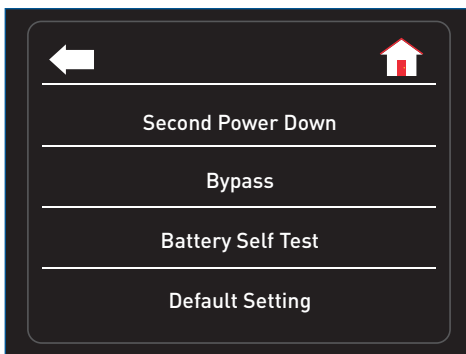 Second Power Down
Bypass
Battery Self Test
Default Setting